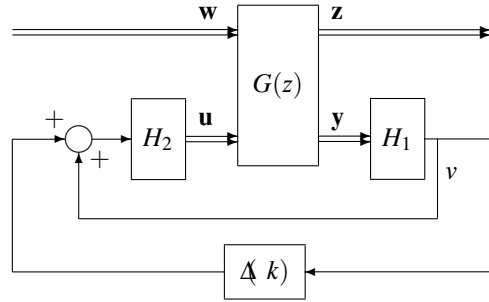 w z
G(z)
+ H₂ u y H₁
+
v
Δ(k)